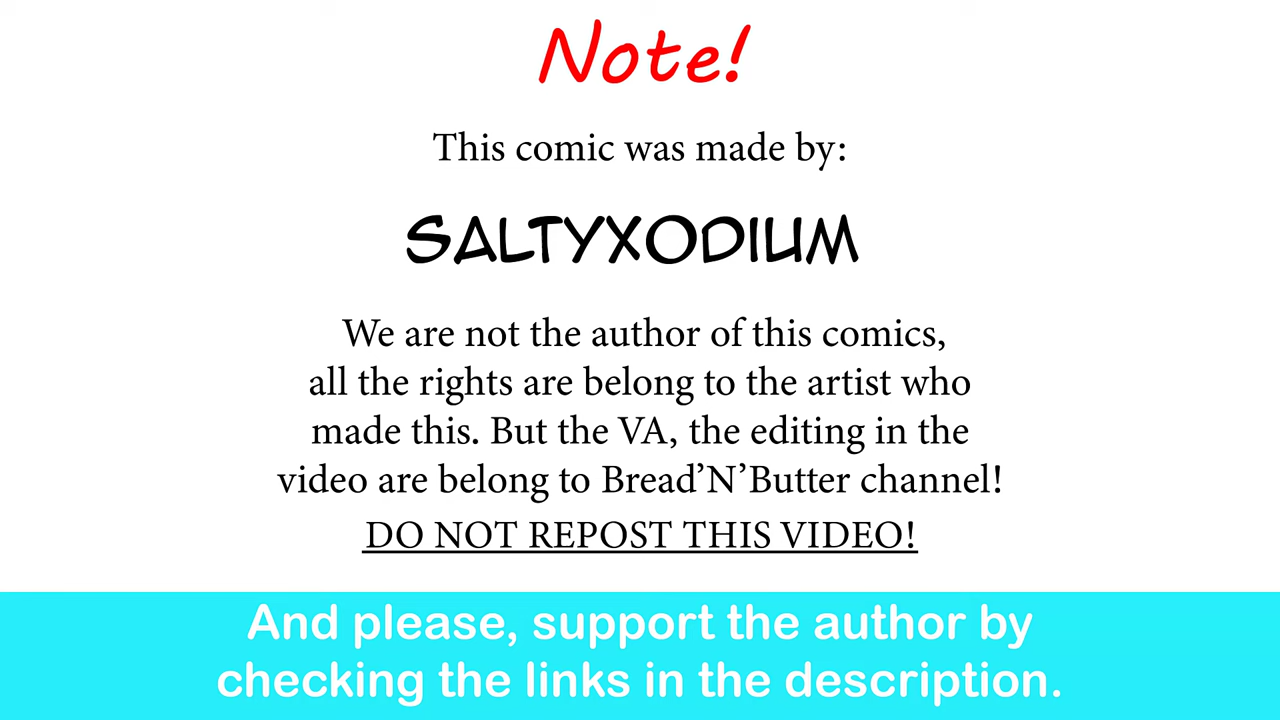 Note!
This comic was made by:
SALTYXODIUM
We are not the author of this comics,
all the rights are belong to the artist who
made this. But the VA, the editing in the
video are belong to Bread’N’Butter channel!
DO NOT REPOST THIS VIDEO!
And please, support the author by
checking the links in the description.